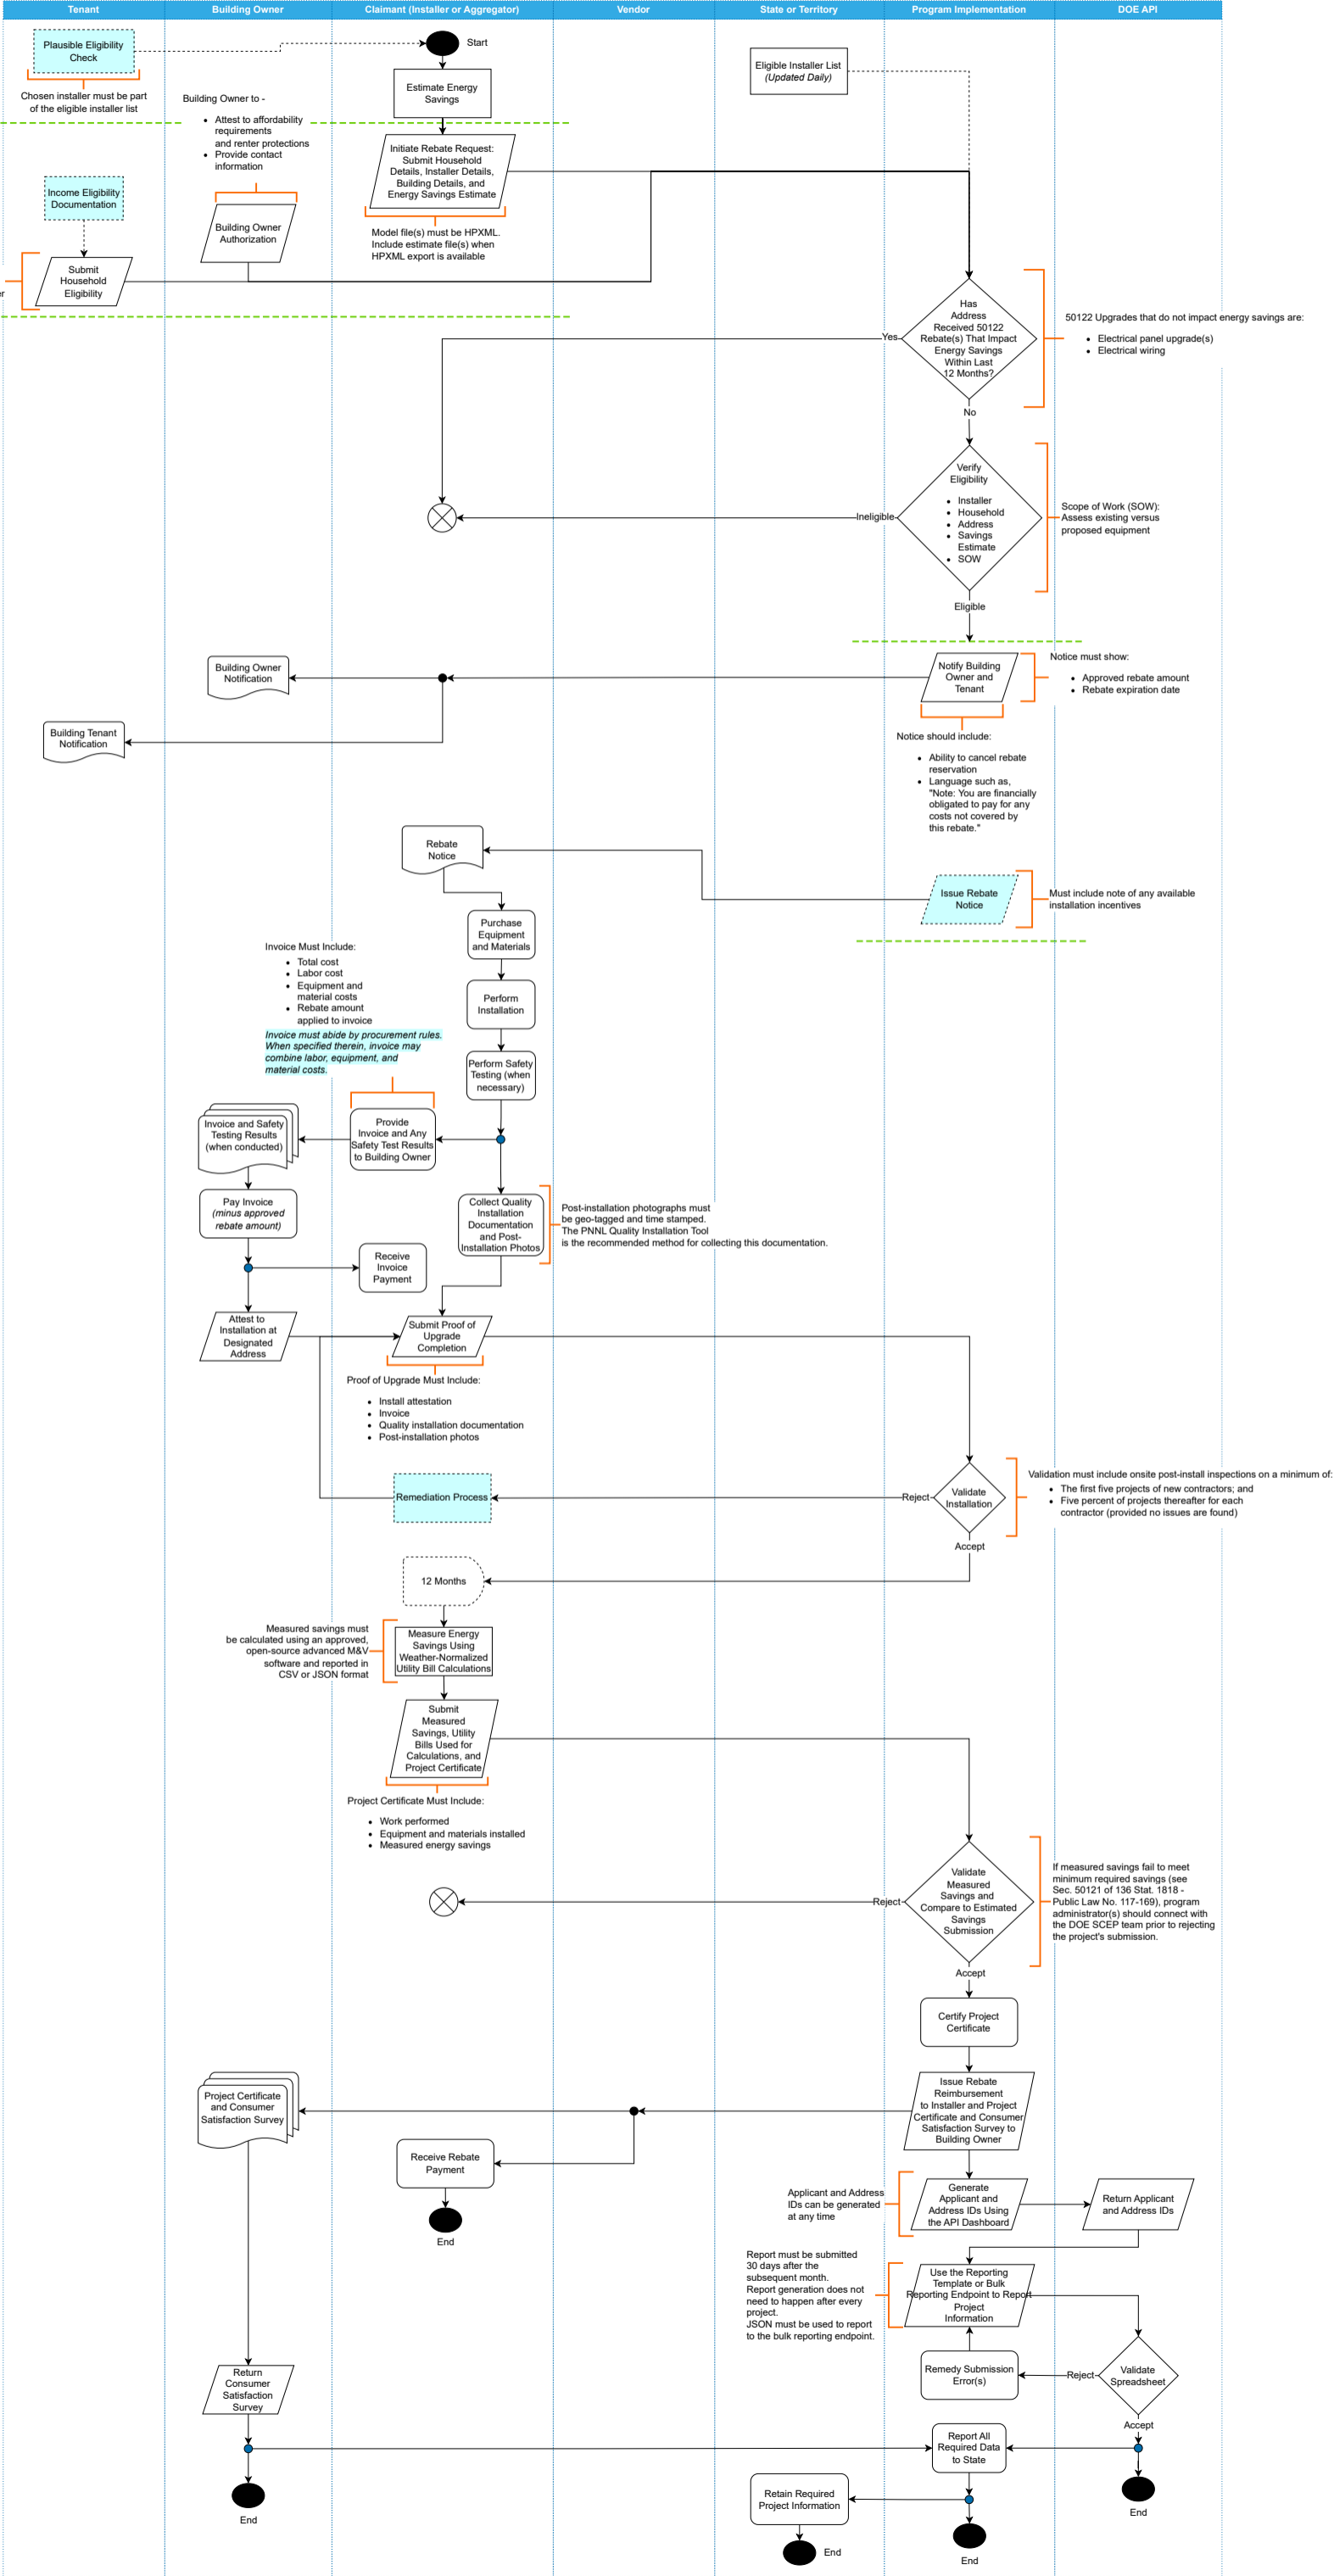 Tenant
Building Owner
Claimant (Installer or Aggregator)
Vendor
State or Territory
Program Implementation
DOE API
Plausible Eligibility
Check
Chosen installer must be part
of the eligible installer list
Start
Estimate Energy
Savings
Eligible Installer List
(Updated Daily)
Building Owner to -
• Attest to affordability
requirements
and renter protections
• Provide contact
information
Initiate Rebate Request:
Submit Household
Details, Installer Details,
Building Details, and
Energy Savings Estimate
Model file(s) must be HPXML.
Include estimate file(s) when
HPXML export is available
Income Eligibility
Documentation
Building Owner
Authorization
Submit
Household
Eligibility
er
Has
Address
Received 50122
Rebate(s) That Impact
Energy Savings
Within Last
12 Months?
Yes
No
50122 Upgrades that do not impact energy savings are:
• Electrical panel upgrade(s)
• Electrical wiring
Verify
Eligibility
• Installer
• Household
• Address
• Savings
Estimate
• SOW
Ineligible
Eligible
Scope of Work (SOW):
Assess existing versus
proposed equipment
Building Owner
Notification
Notify Building
Owner and
Tenant
Notice must show:
• Approved rebate amount
• Rebate expiration date
Building Tenant
Notification
Notice should include:
• Ability to cancel rebate
reservation
• Language such as,
"Note: You are financially
obligated to pay for any
costs not covered by
this rebate."
Rebate
Notice
Issue Rebate
Notice
Must include note of any available
installation incentives
Purchase
Equipment
and Materials
Invoice Must Include:
• Total cost
• Labor cost
• Equipment and
material costs
• Rebate amount
applied to invoice
Invoice must abide by procurement rules.
When specified therein, invoice may
combine labor, equipment, and
material costs.
Perform
Installation
Perform Safety
Testing (when
necessary)
Invoice and Safety
Testing Results
(when conducted)
Provide
Invoice and Any
Safety Test Results
to Building Owner
Pay Invoice
(minus approved
rebate amount)
Collect Quality
Installation
Documentation
and Post-
Installation Photos
Post-installation photographs must
be geo-tagged and time stamped.
The PNNL Quality Installation Tool
is the recommended method for collecting this documentation.
Receive
Invoice
Payment
Attest to
Installation at
Designated
Address
Submit Proof of
Upgrade
Completion
Proof of Upgrade Must Include:
• Install attestation
• Invoice
• Quality installation documentation
• Post-installation photos
Remediation Process
Reject
Validate
Installation
Accept
Validation must include onsite post-install inspections on a minimum of:
• The first five projects of new contractors; and
• Five percent of projects thereafter for each
contractor (provided no issues are found)
12 Months
Measured savings must
be calculated using an approved,
open-source advanced M&V
software and reported in
CSV or JSON format
Measure Energy
Savings Using
Weather-Normalized
Utility Bill Calculations
Submit
Measured
Savings, Utility
Bills Used for
Calculations, and
Project Certificate
Project Certificate Must Include:
• Work performed
• Equipment and materials installed
• Measured energy savings
Reject
Validate
Measured
Savings and
Compare to Estimated
Savings
Submission
Accept
If measured savings fail to meet
minimum required savings (see
Sec. 50121 of 136 Stat. 1818 -
Public Law No. 117-169), program
administrator(s) should connect with
the DOE SCEP team prior to rejecting
the project's submission.
Certify Project
Certificate
Project Certificate
and Consumer
Satisfaction Survey
Issue Rebate
Reimbursement
to Installer and Project
Certificate and Consumer
Satisfaction Survey to
Building Owner
Receive Rebate
Payment
End
Applicant and Address
IDs can be generated
at any time
Generate
Applicant and
Address IDs Using
the API Dashboard
Return Applicant
and Address IDs
Report must be submitted
30 days after the
subsequent month.
Report generation does not
need to happen after every
project.
JSON must be used to report
to the bulk reporting endpoint.
Use the Reporting
Template or Bulk
Reporting Endpoint to Report
Project
Information
Return
Consumer
Satisfaction
Survey
Remedy Submission
Error(s)
Reject
Validate
Spreadsheet
Accept
Report All
Required Data
to State
Retain Required
Project Information
End
End
End
End